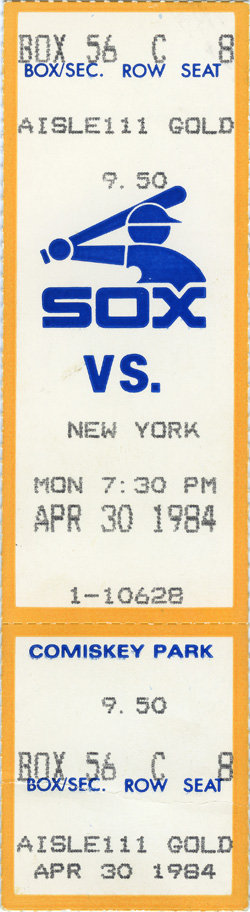 BOX 56 C 8
BOX/SEC. ROW SEAT
AISLE111 GOLD
9.50
SOX
VS.
NEW YORK
MON 7:30 PM
APR 30 1984
1-10628
COMISKEY PARK
9.50
BOX 56 C 8
BOX/SEC. ROW SEAT
AISLE111 GOLD
APR 30 1984